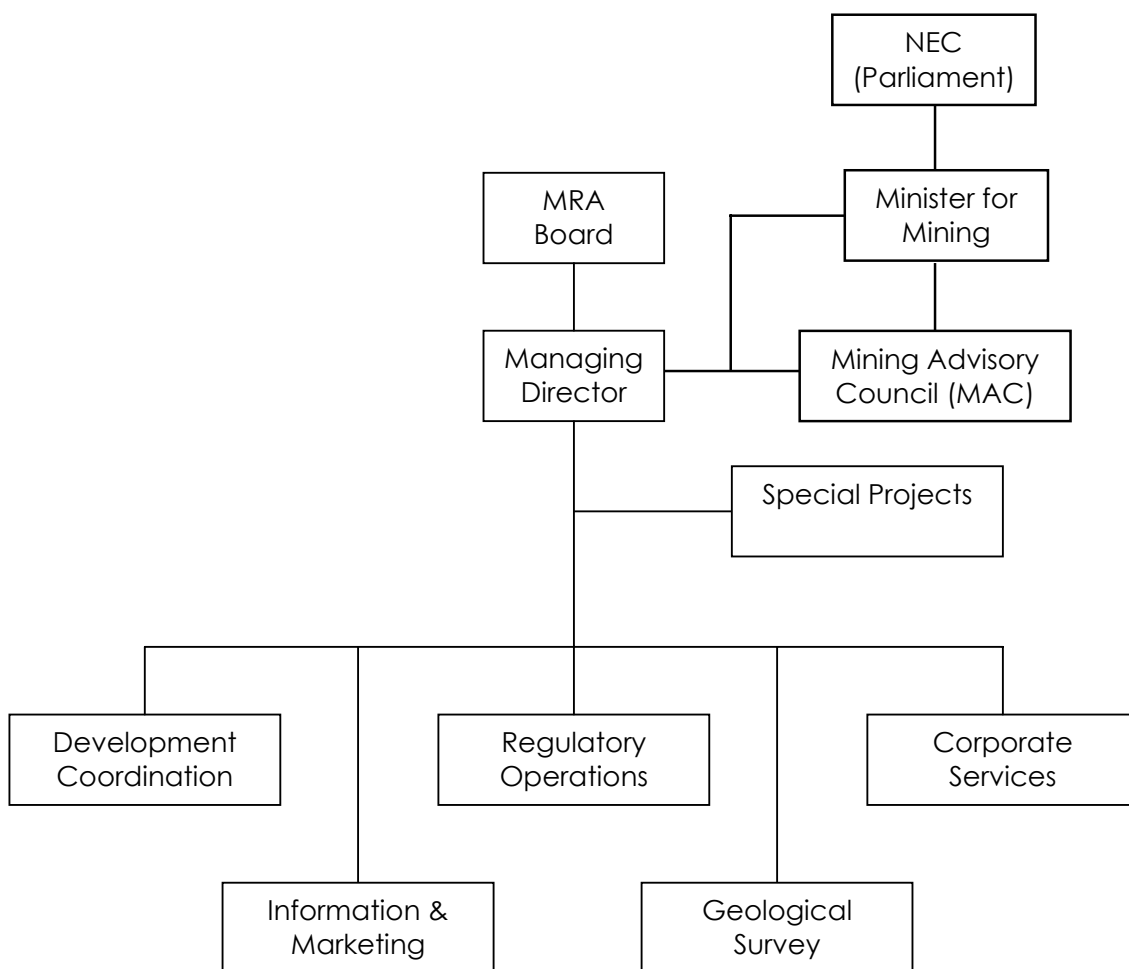 NEC
(Parliament)
MRA
Board
Minister for
Mining
Managing
Director
Mining Advisory
Council (MAC)
Special Projects
Development
Coordination
Regulatory
Operations
Corporate
Services
Information &
Marketing
Geological
Survey